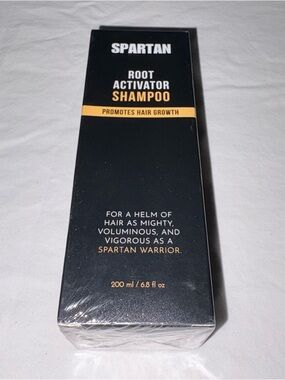 SPARTAN
ROOT
ACTIVATOR
SHAMPOO
PROMOTES HAIR GROWTH
FOR A HELM OF
HAIR AS MIGHTY,
VOLUMINOUS, AND
VIGOROUS AS A
SPARTAN WARRIOR.
200 ml / 6.8 fl oz